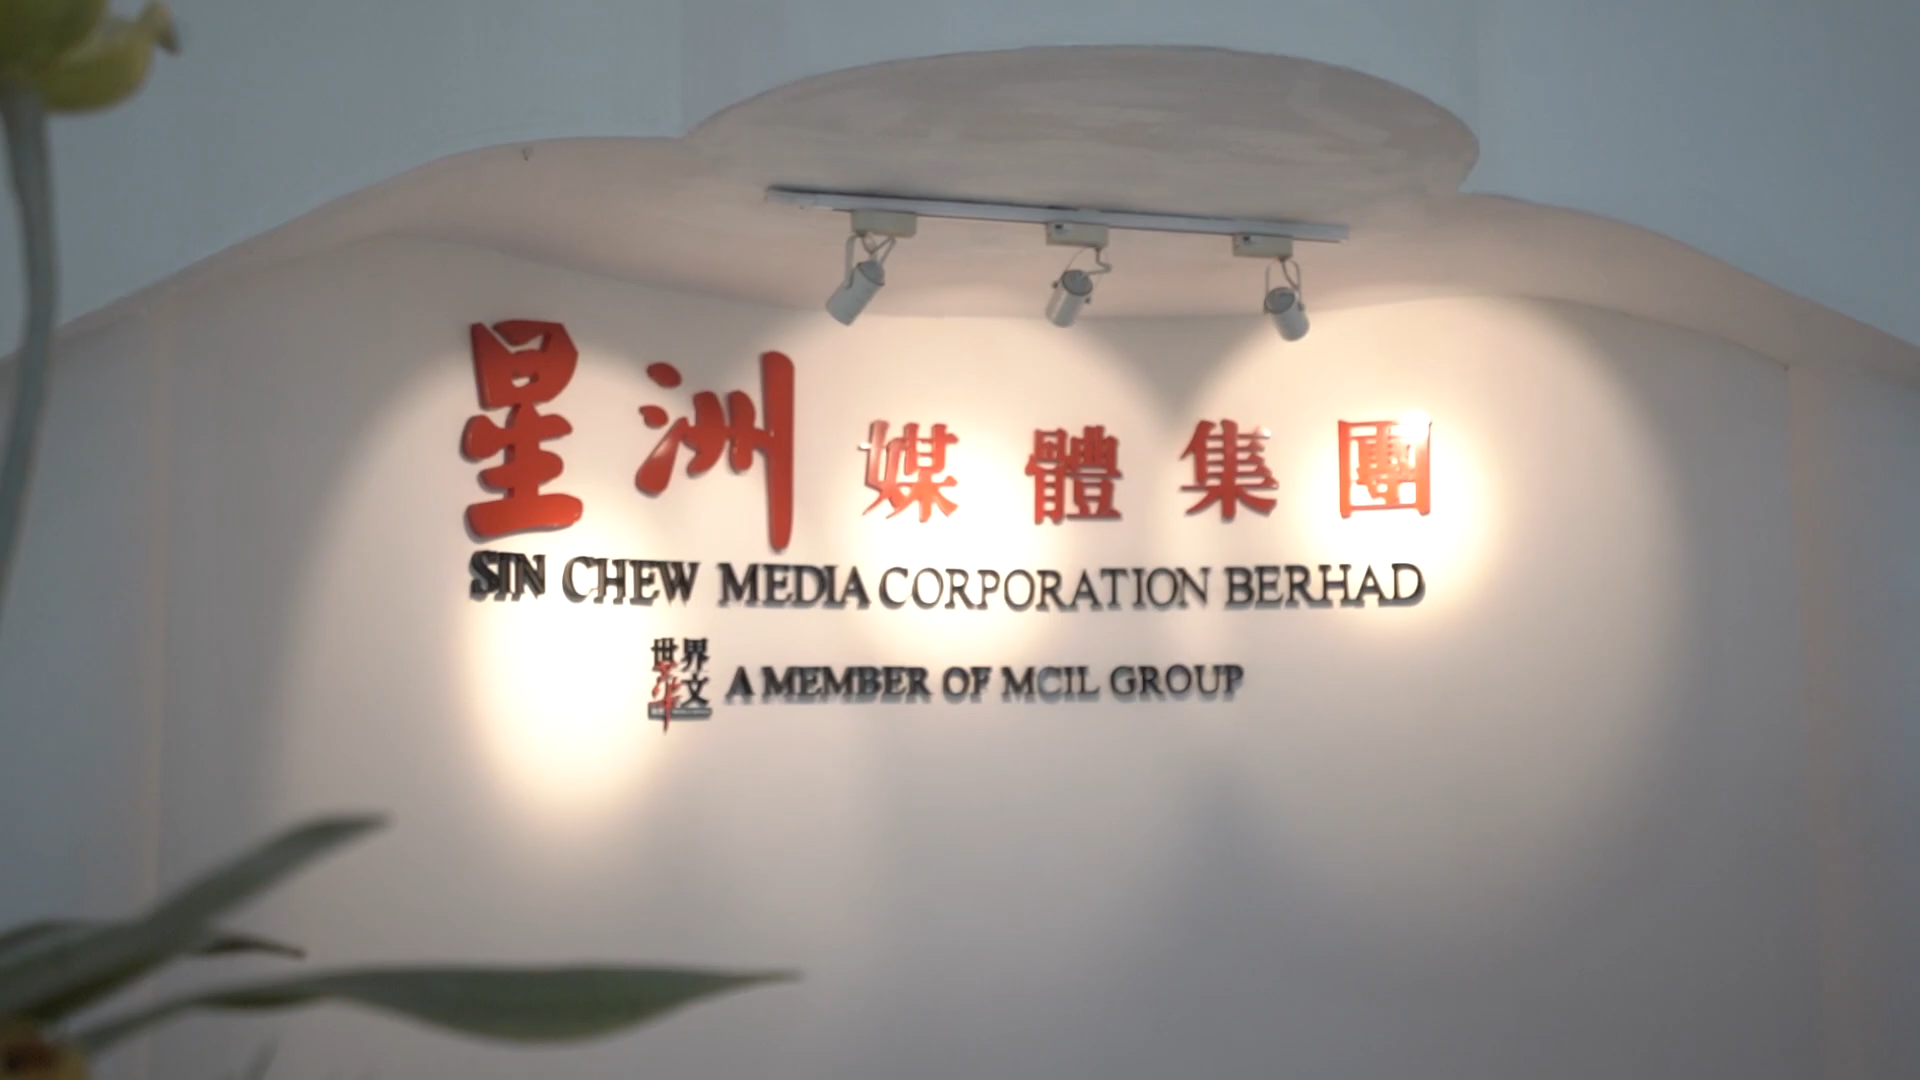 星洲媒體集團
SIN CHEW MEDIA CORPORATION BERHAD
世界華文
A MEMBER OF MCIL GROUP